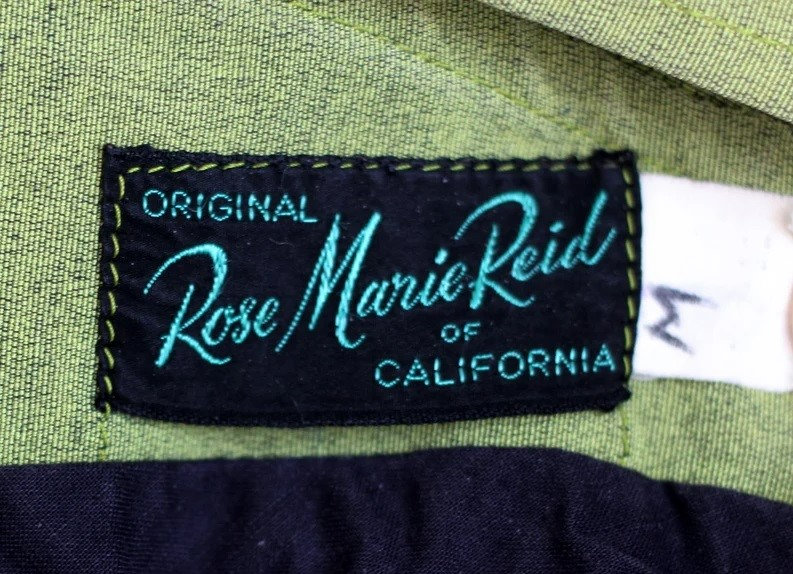 ORIGINAL
Rose Marie Reid
OF
CALIFORNIA
M